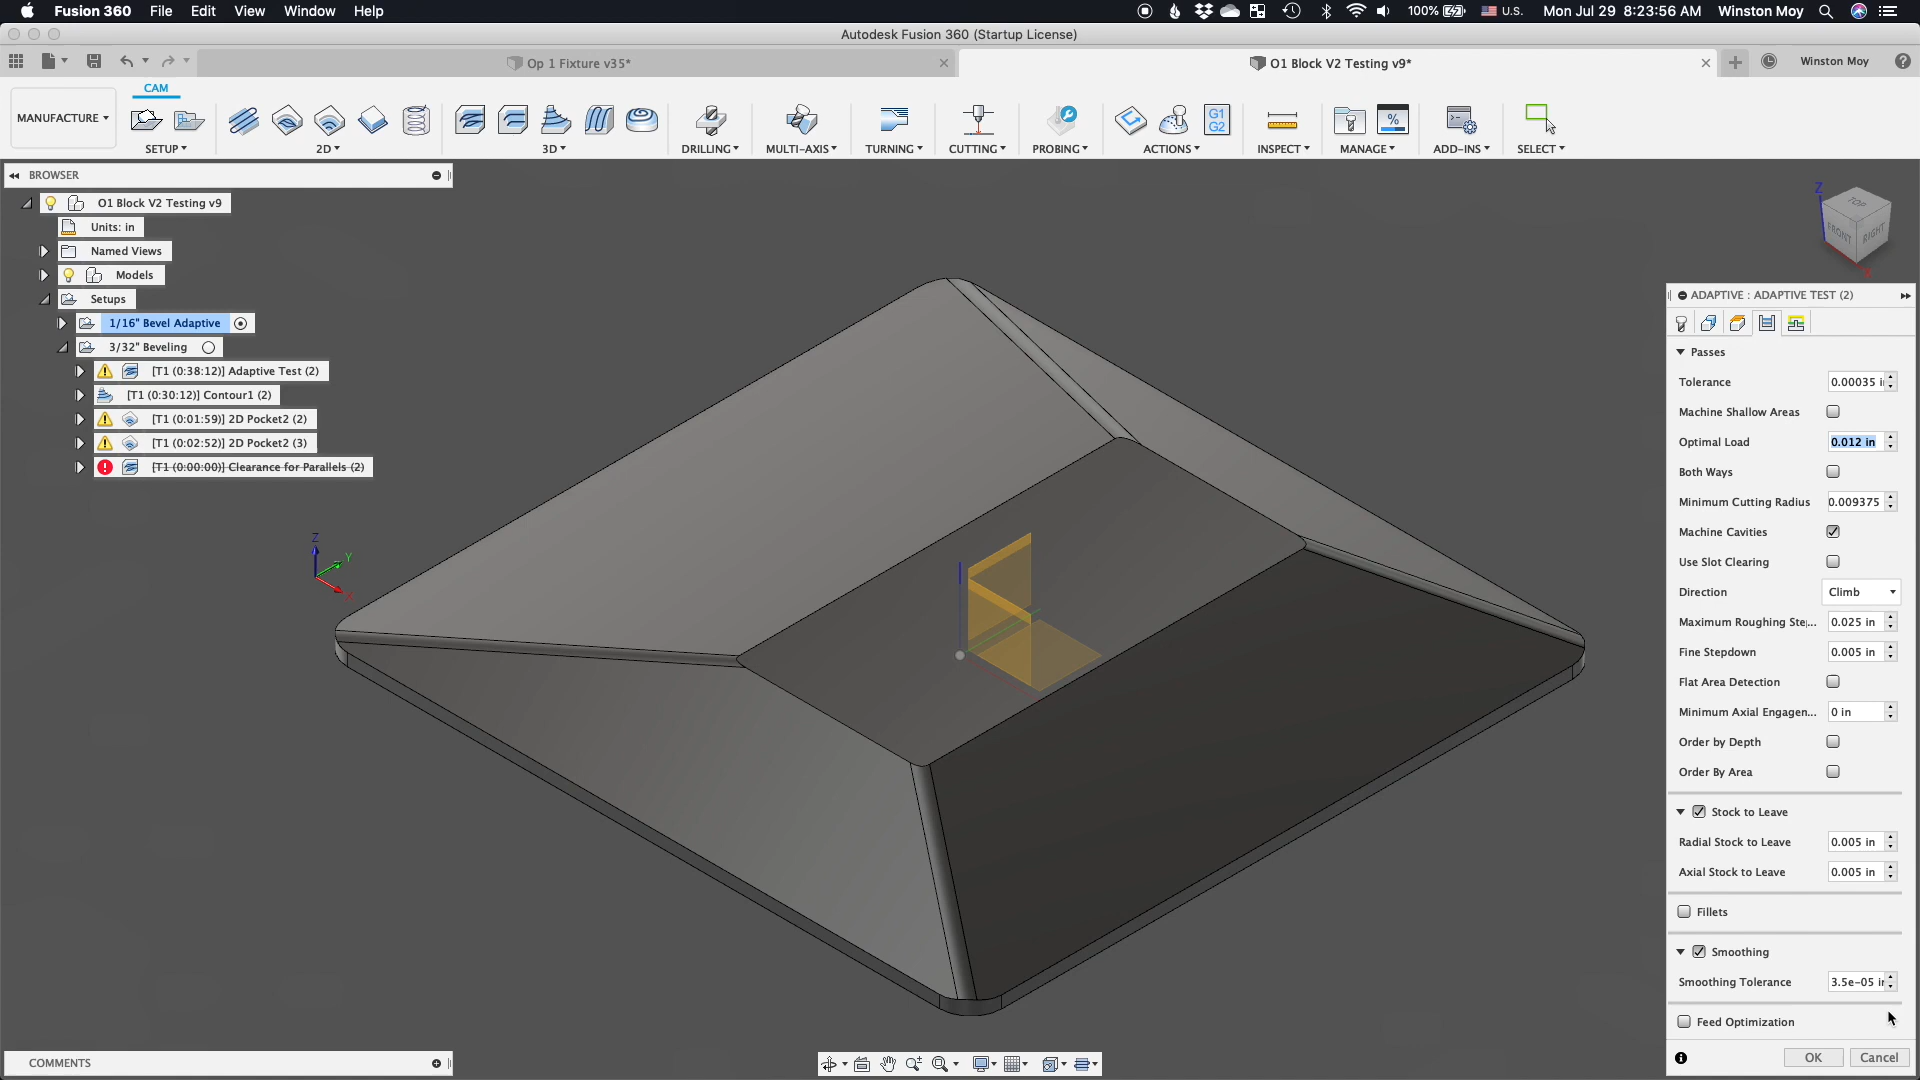 Fusion 360 File Edit View Window Help
100% U.S. Mon Jul 29 8:23:56 AM Winston Moy
Autodesk Fusion 360 (Startup License)
Op 1 Fixture v35*
O1 Block V2 Testing v9*
Winston Moy
CAM
MANUFACTURE
G1
G2
%
SETUP 2D 3D DRILLING MULTI-AXIS TURNING CUTTING PROBING ACTIONS INSPECT MANAGE ADD-INS SELECT
BROWSER
O1 Block V2 Testing v9
Units: in
Named Views
Models
Setups
1/16" Bevel Adaptive
3/32" Beveling
[T1 (0:38:12)] Adaptive Test (2)
[T1 (0:30:12)] Contour1 (2)
[T1 (0:01:59)] 2D Pocket2 (2)
[T1 (0:02:52)] 2D Pocket2 (3)
[T1 (0:00:00)] Clearance for Parallels (2)
Z
Y
X
Z
TOP
FRONT
RIGHT
X
ADAPTIVE : ADAPTIVE TEST (2)
Passes
Tolerance 0.00035 i
Machine Shallow Areas
Optimal Load 0.012 in
Both Ways
Minimum Cutting Radius 0.009375
Machine Cavities
Use Slot Clearing
Direction Climb
Maximum Roughing Ste... 0.025 in
Fine Stepdown 0.005 in
Flat Area Detection
Minimum Axial Engagen... 0 in
Order by Depth
Order By Area
Stock to Leave
Radial Stock to Leave 0.005 in
Axial Stock to Leave 0.005 in
Fillets
Smoothing
Smoothing Tolerance 3.5e-05 i
Feed Optimization
OK Cancel
COMMENTS